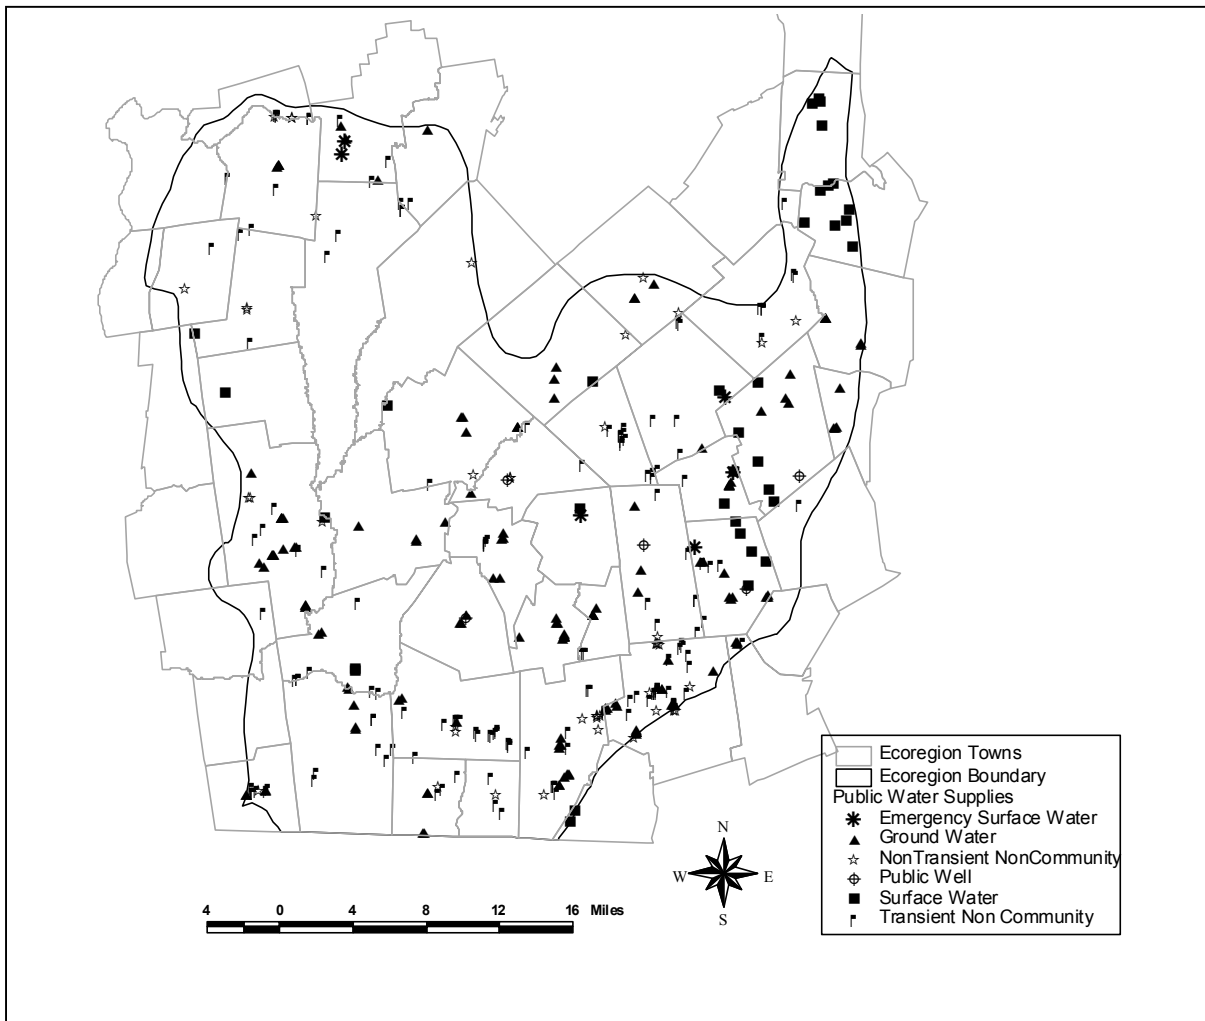 Ecoregion Towns
Ecoregion Boundary
Public Water Supplies
Emergency Surface Water
Ground Water
NonTransient NonCommunity
Public Well
Surface Water
Transient Non Community
N
W E
S
4 0 4 8 12 16 Miles